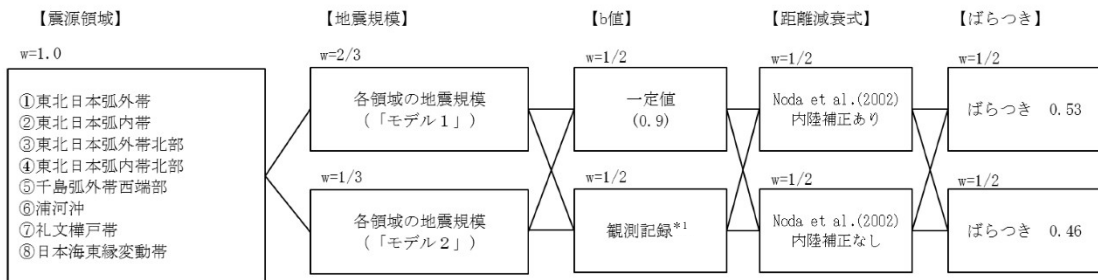 【震源領域】
【地震規模】
【b値】
【距離減衰式】
【ばらつき】
w=1.0
w=2/3
w=1/2
w=1/2
w=1/2
①東北日本弧外帯
②東北日本弧内帯
③東北日本弧外帯北部
④東北日本弧内帯北部
⑤千島弧外帯西端部
⑥浦河沖
⑦礼文樺戸帯
⑧日本海東縁変動帯
各領域の地震規模
(「モデル1」)
一定値
(0.9)
Noda et al.(2002)
内陸補正あり
ばらつき 0.53
w=1/3
w=1/2
w=1/2
w=1/2
各領域の地震規模
(「モデル2」)
観測記録*1
Noda et al.(2002)
内陸補正なし
ばらつき 0.46